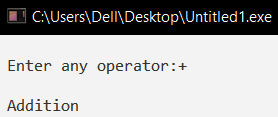 C:\Users\Dell\Desktop\Untitled1.exe
Enter any operator:+
Addition